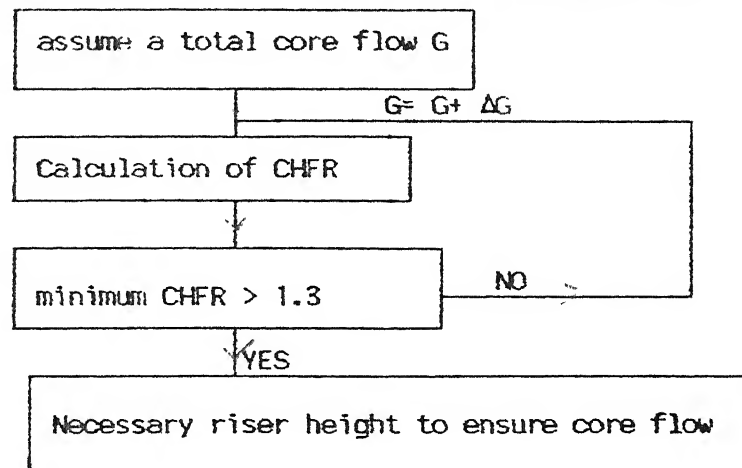 assume a total core flow G
G= G+ ΔG
Calculation of CHFR
minimum CHFR > 1.3
NO
YES
Necessary riser height to ensure core flow